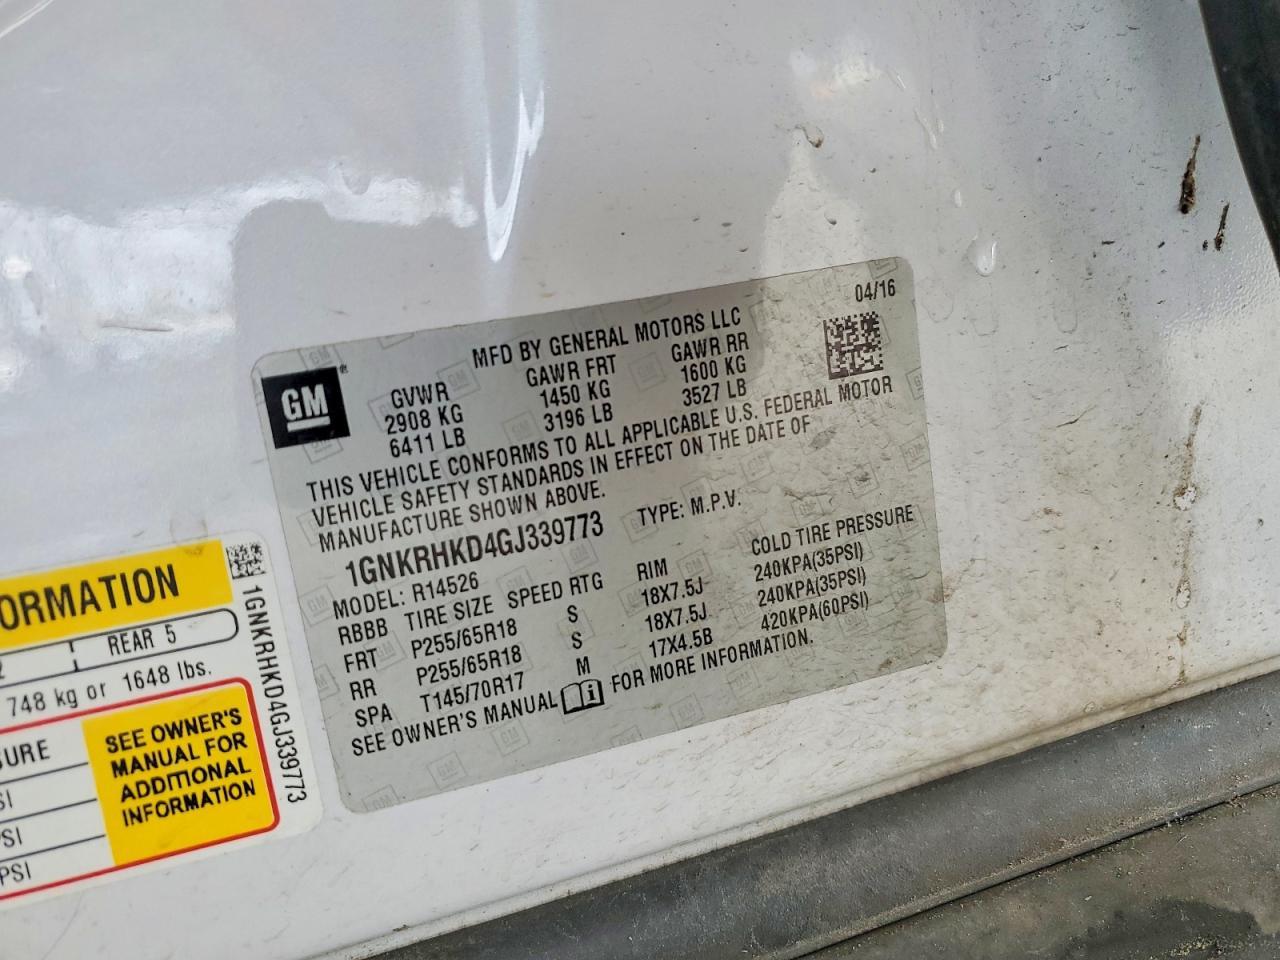 04/16
MFD BY GENERAL MOTORS LLC
GM
GVWR GAWR FRT GAWR RR
2908 KG 1450 KG 1600 KG
6411 LB 3196 LB 3527 LB
THIS VEHICLE CONFORMS TO ALL APPLICABLE U.S. FEDERAL MOTOR
VEHICLE SAFETY STANDARDS IN EFFECT ON THE DATE OF
MANUFACTURE SHOWN ABOVE.
1GNKRHKD4GJ339773 TYPE: M.P.V.
MODEL: R14526
RBBB TIRE SIZE SPEED RTG RIM COLD TIRE PRESSURE
FRT P255/65R18 S 18X7.5J 240KPA(35PSI)
RR P255/65R18 S 18X7.5J 240KPA(35PSI)
SPA T145/70R17 M 17X4.5B 420KPA(60PSI)
SEE OWNER'S MANUAL FOR MORE INFORMATION.
ORMATION
REAR 5
748 kg or 1648 lbs.
SEE OWNER'S
MANUAL FOR
ADDITIONAL
INFORMATION
PSI
PSI
1GNKRHKD4GJ339773